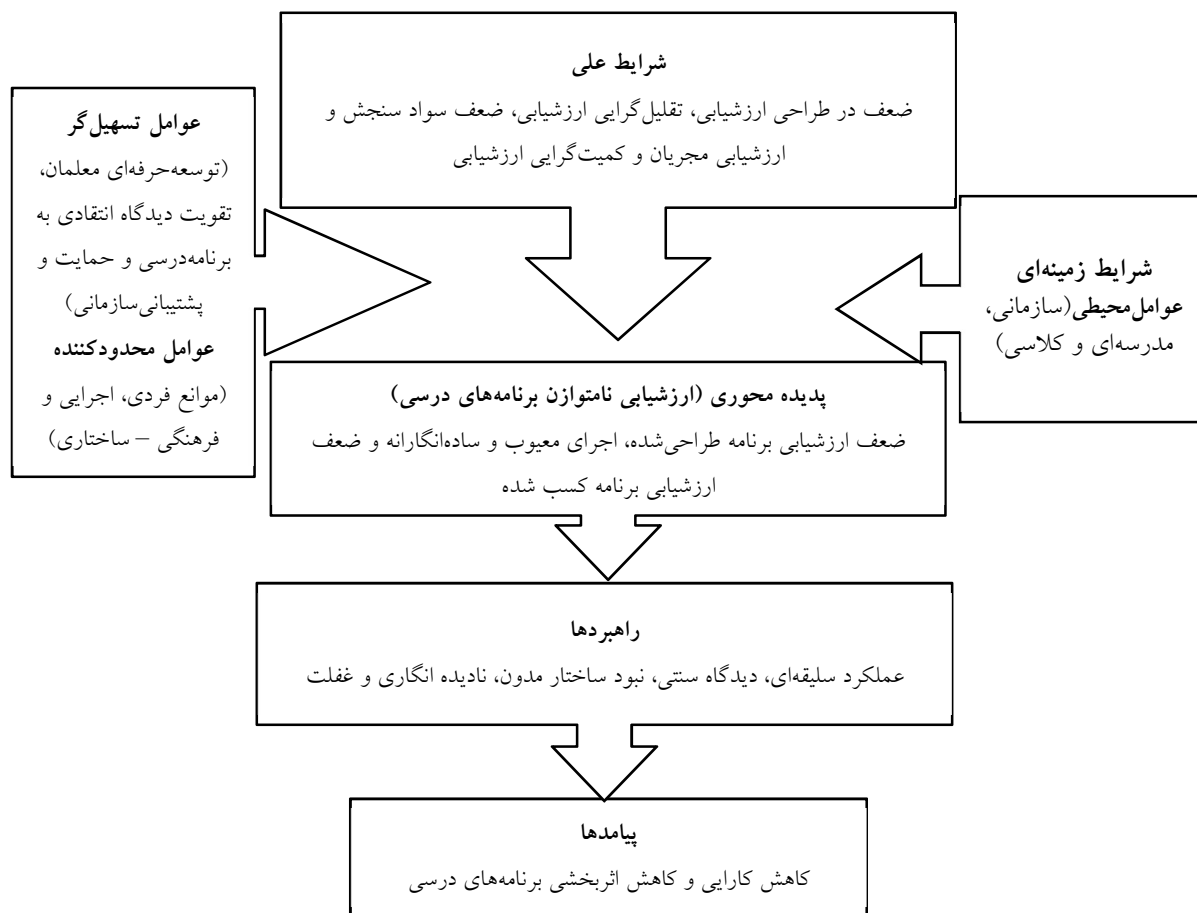 شرایط علی
ضعف در طراحی ارزشیابی، تقلیل‌گرایی ارزشیابی، ضعف سواد سنجش و
ارزشیابی مجریان و کمیت‌گرایی ارزشیابی
عوامل تسهیل‌گر
(توسعه‌حرفه‌ای معلمان،
تقویت دیدگاه انتقادی به
برنامه‌درسی و حمایت و
پشتیبانی‌سازمانی)
عوامل محدودکننده
(موانع فردی، اجرایی و
فرهنگی – ساختاری)
شرایط زمینه‌ای
عوامل‌محیطی(سازمانی،
مدرسه‌ای و کلاسی)
پدیده محوری (ارزشیابی نامتوازن برنامه‌های درسی)
ضعف ارزشیابی برنامه طراحی‌شده، اجرای معیوب و ساده‌انگارانه و ضعف
ارزشیابی برنامه کسب شده
راهبردها
عملکرد سلیقه‌ای، دیدگاه سنتی، نبود ساختار مدون، نادیده انگاری و غفلت
پیامدها
کاهش کارایی و کاهش اثربخشی برنامه‌های درسی